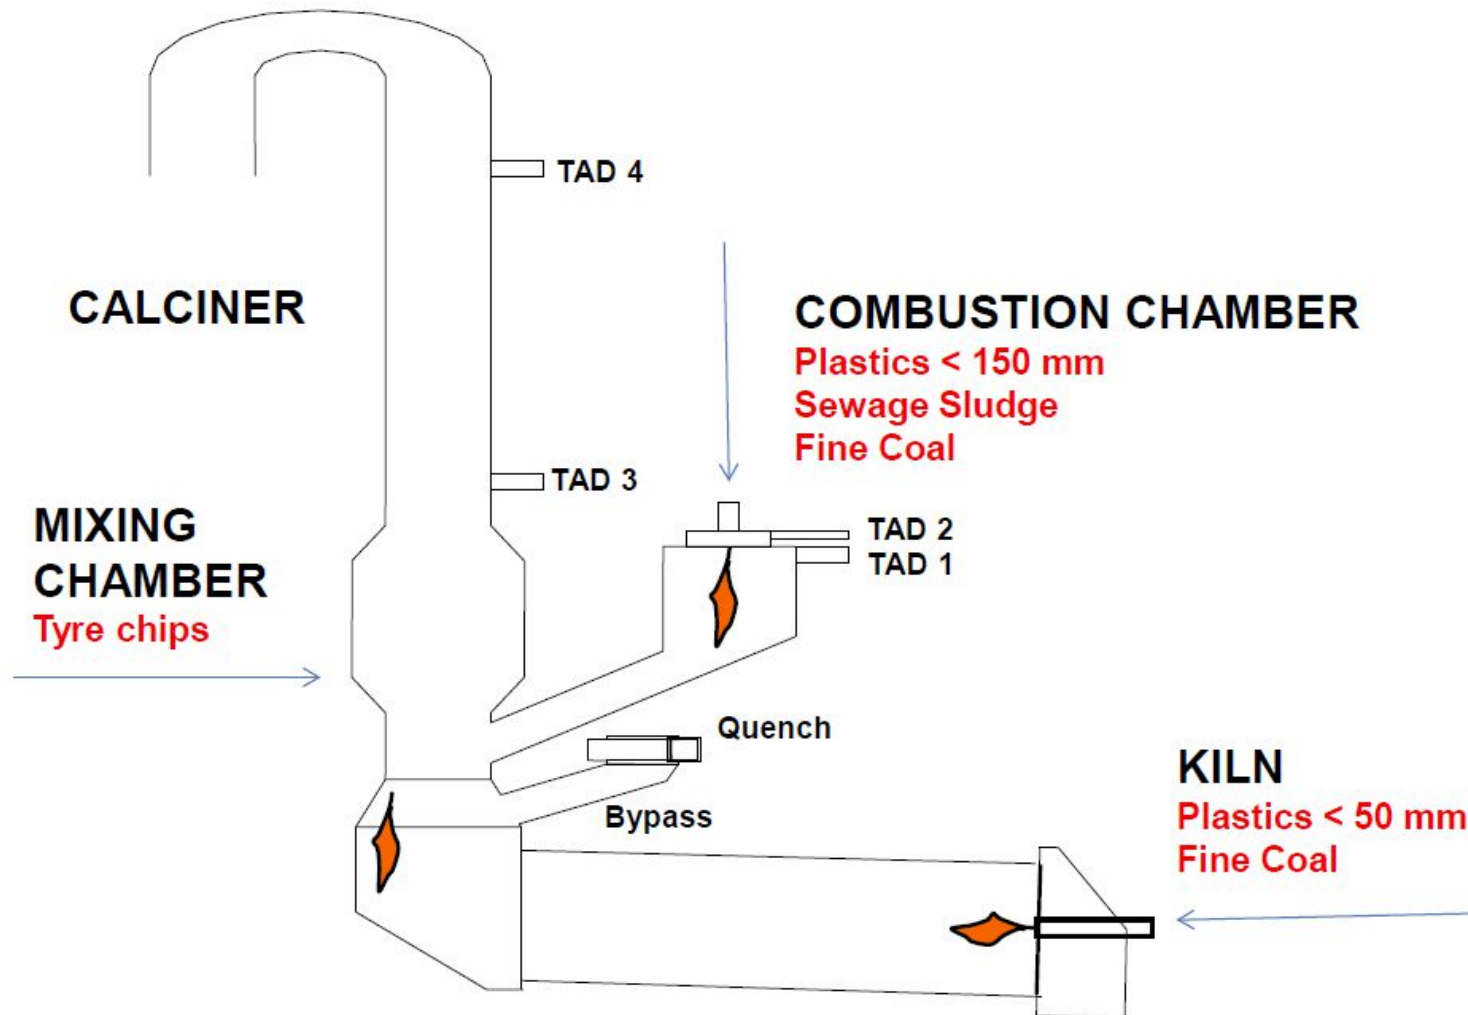 TAD 4
CALCINER
COMBUSTION CHAMBER
Plastics < 150 mm
Sewage Sludge
Fine Coal
TAD 3
MIXING
CHAMBER
Tyre chips
TAD 2
TAD 1
Quench
Bypass
KILN
Plastics < 50 mm
Fine Coal